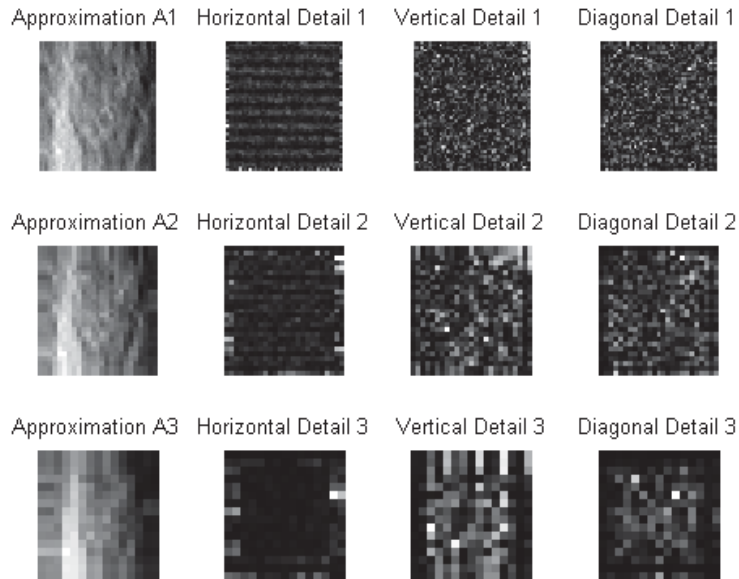 Approximation A1 Horizontal Detail 1 Vertical Detail 1 Diagonal Detail 1
Approximation A2 Horizontal Detail 2 Vertical Detail 2 Diagonal Detail 2
Approximation A3 Horizontal Detail 3 Vertical Detail 3 Diagonal Detail 3